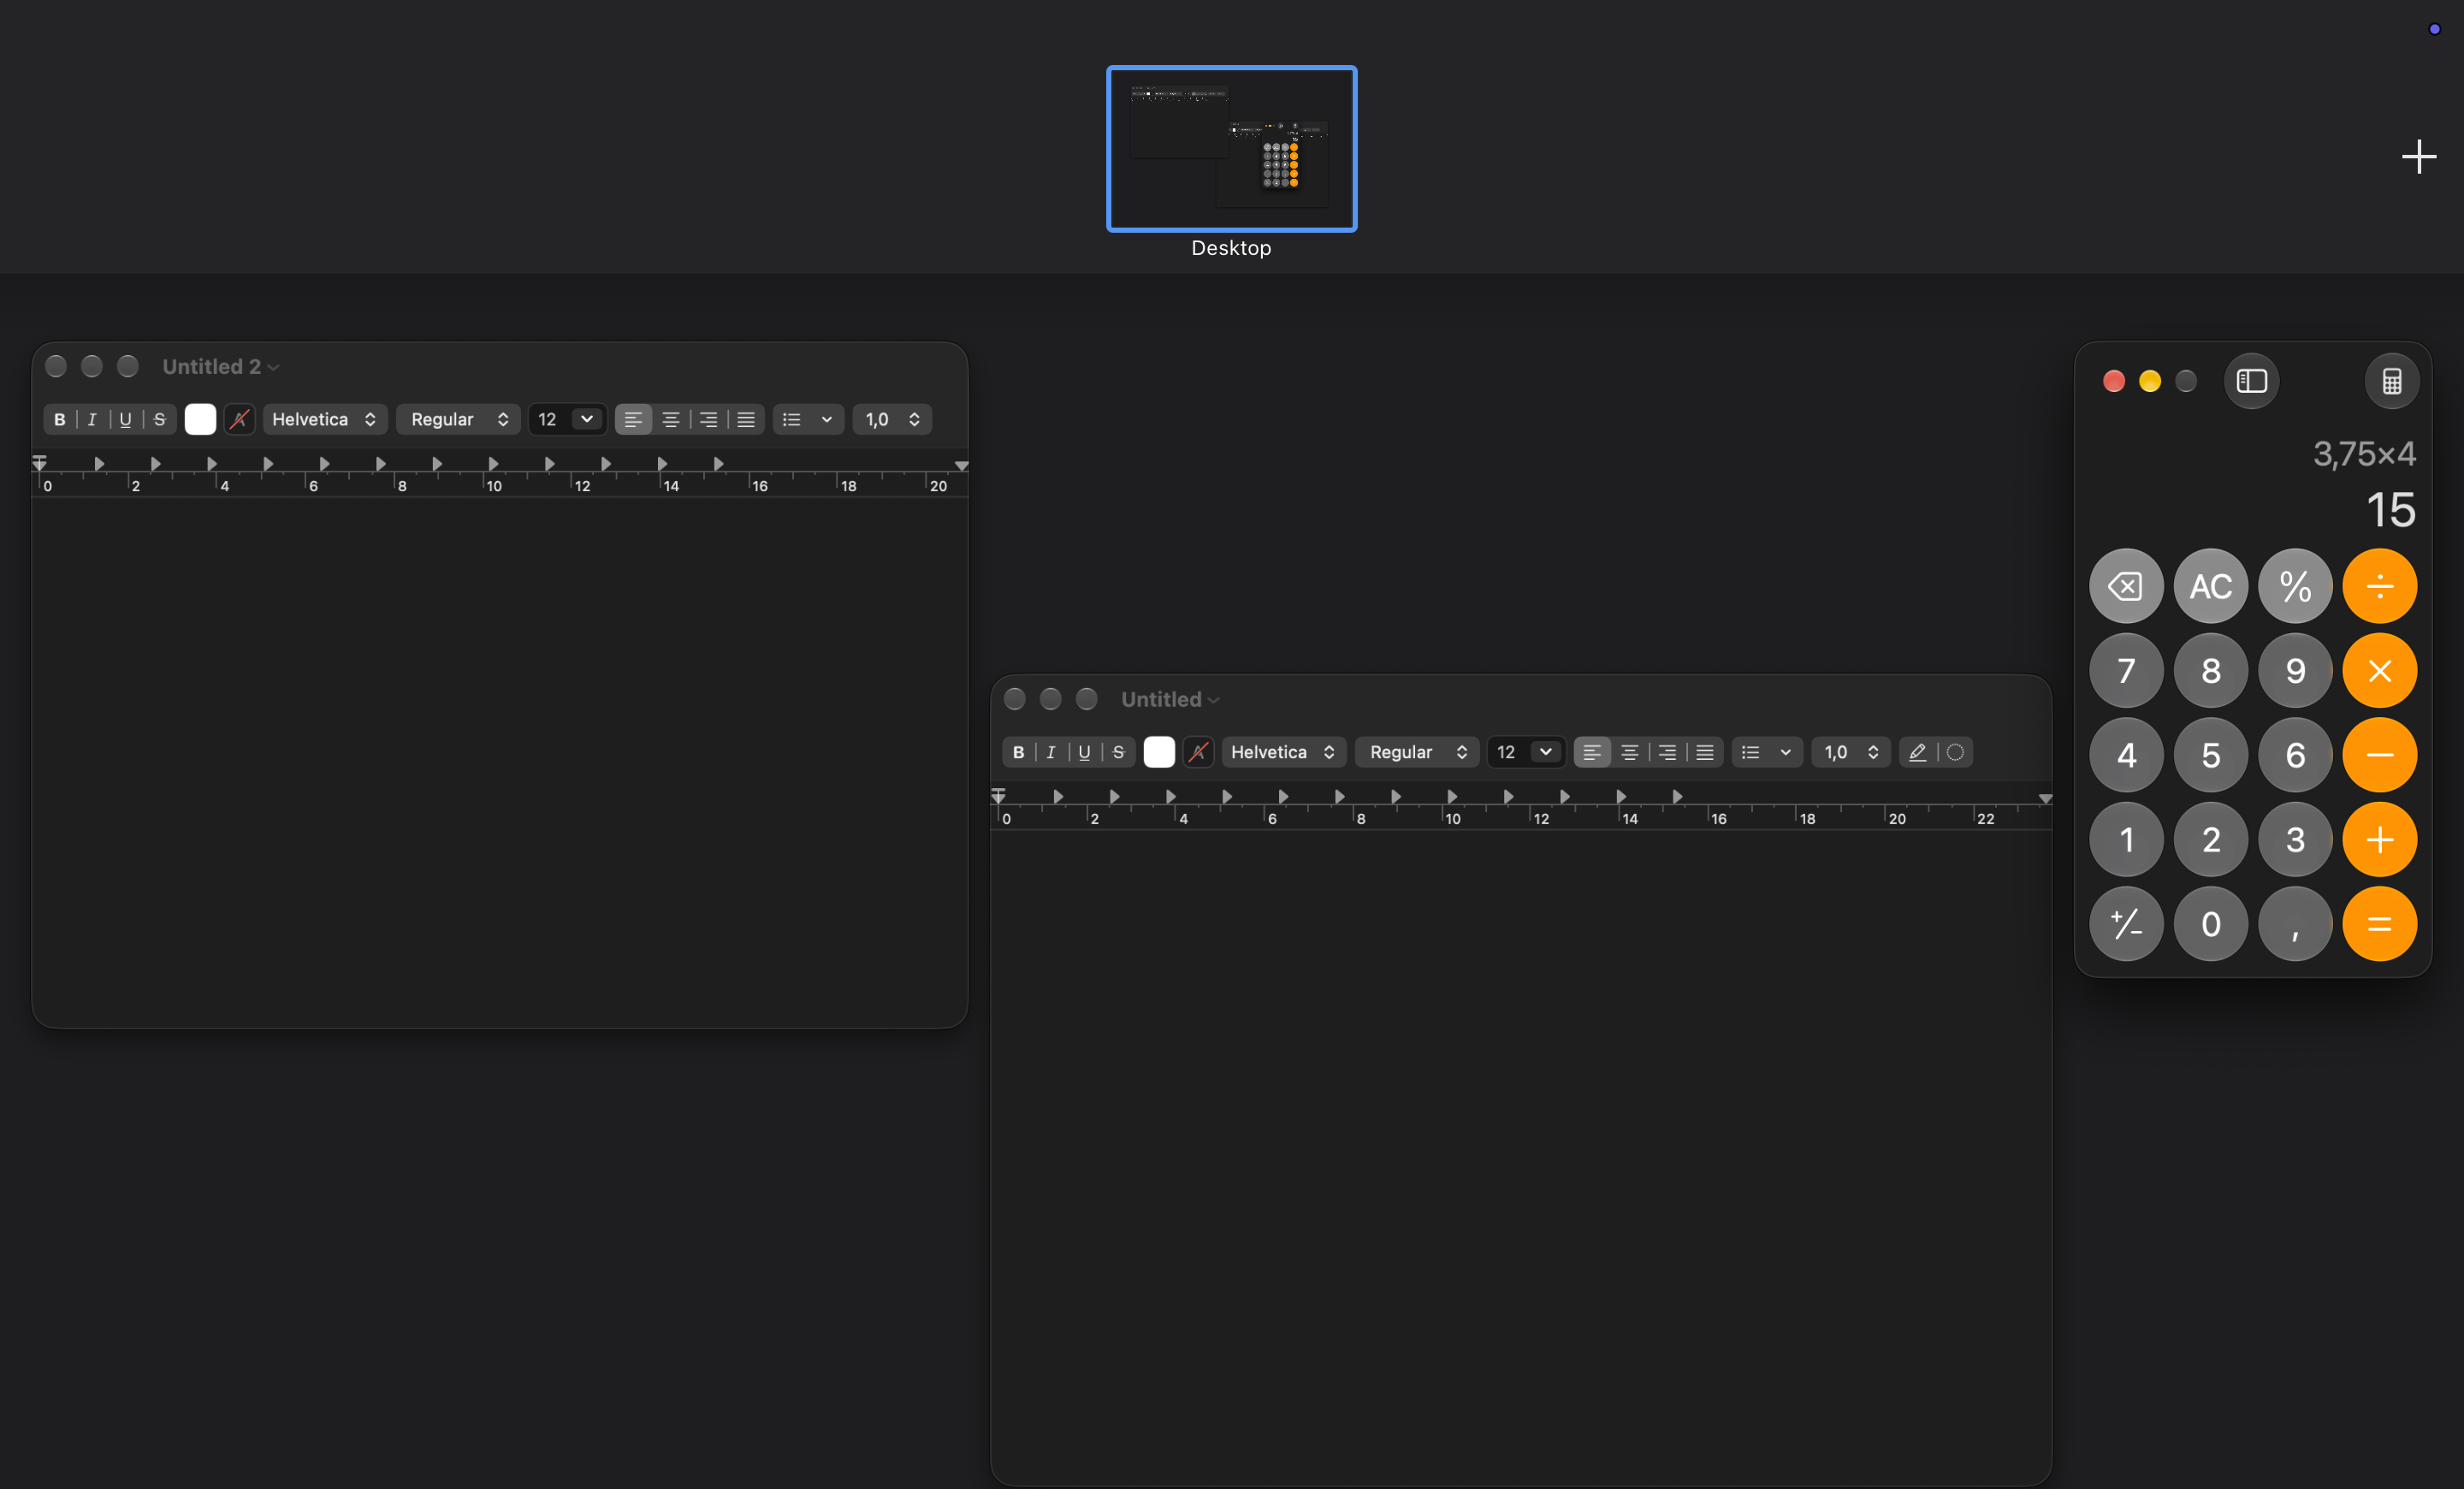 Desktop
Untitled 2
B I U S Helvetica Regular 12 1,0
0 2 4 6 8 10 12 14 16 18 20
Untitled
B I U S Helvetica Regular 12 1,0
0 2 4 6 8 10 12 14 16 18 20 22
3,75×4
15
AC % ÷
7 8 9 ×
4 5 6 −
1 2 3 +
+/− 0 , =